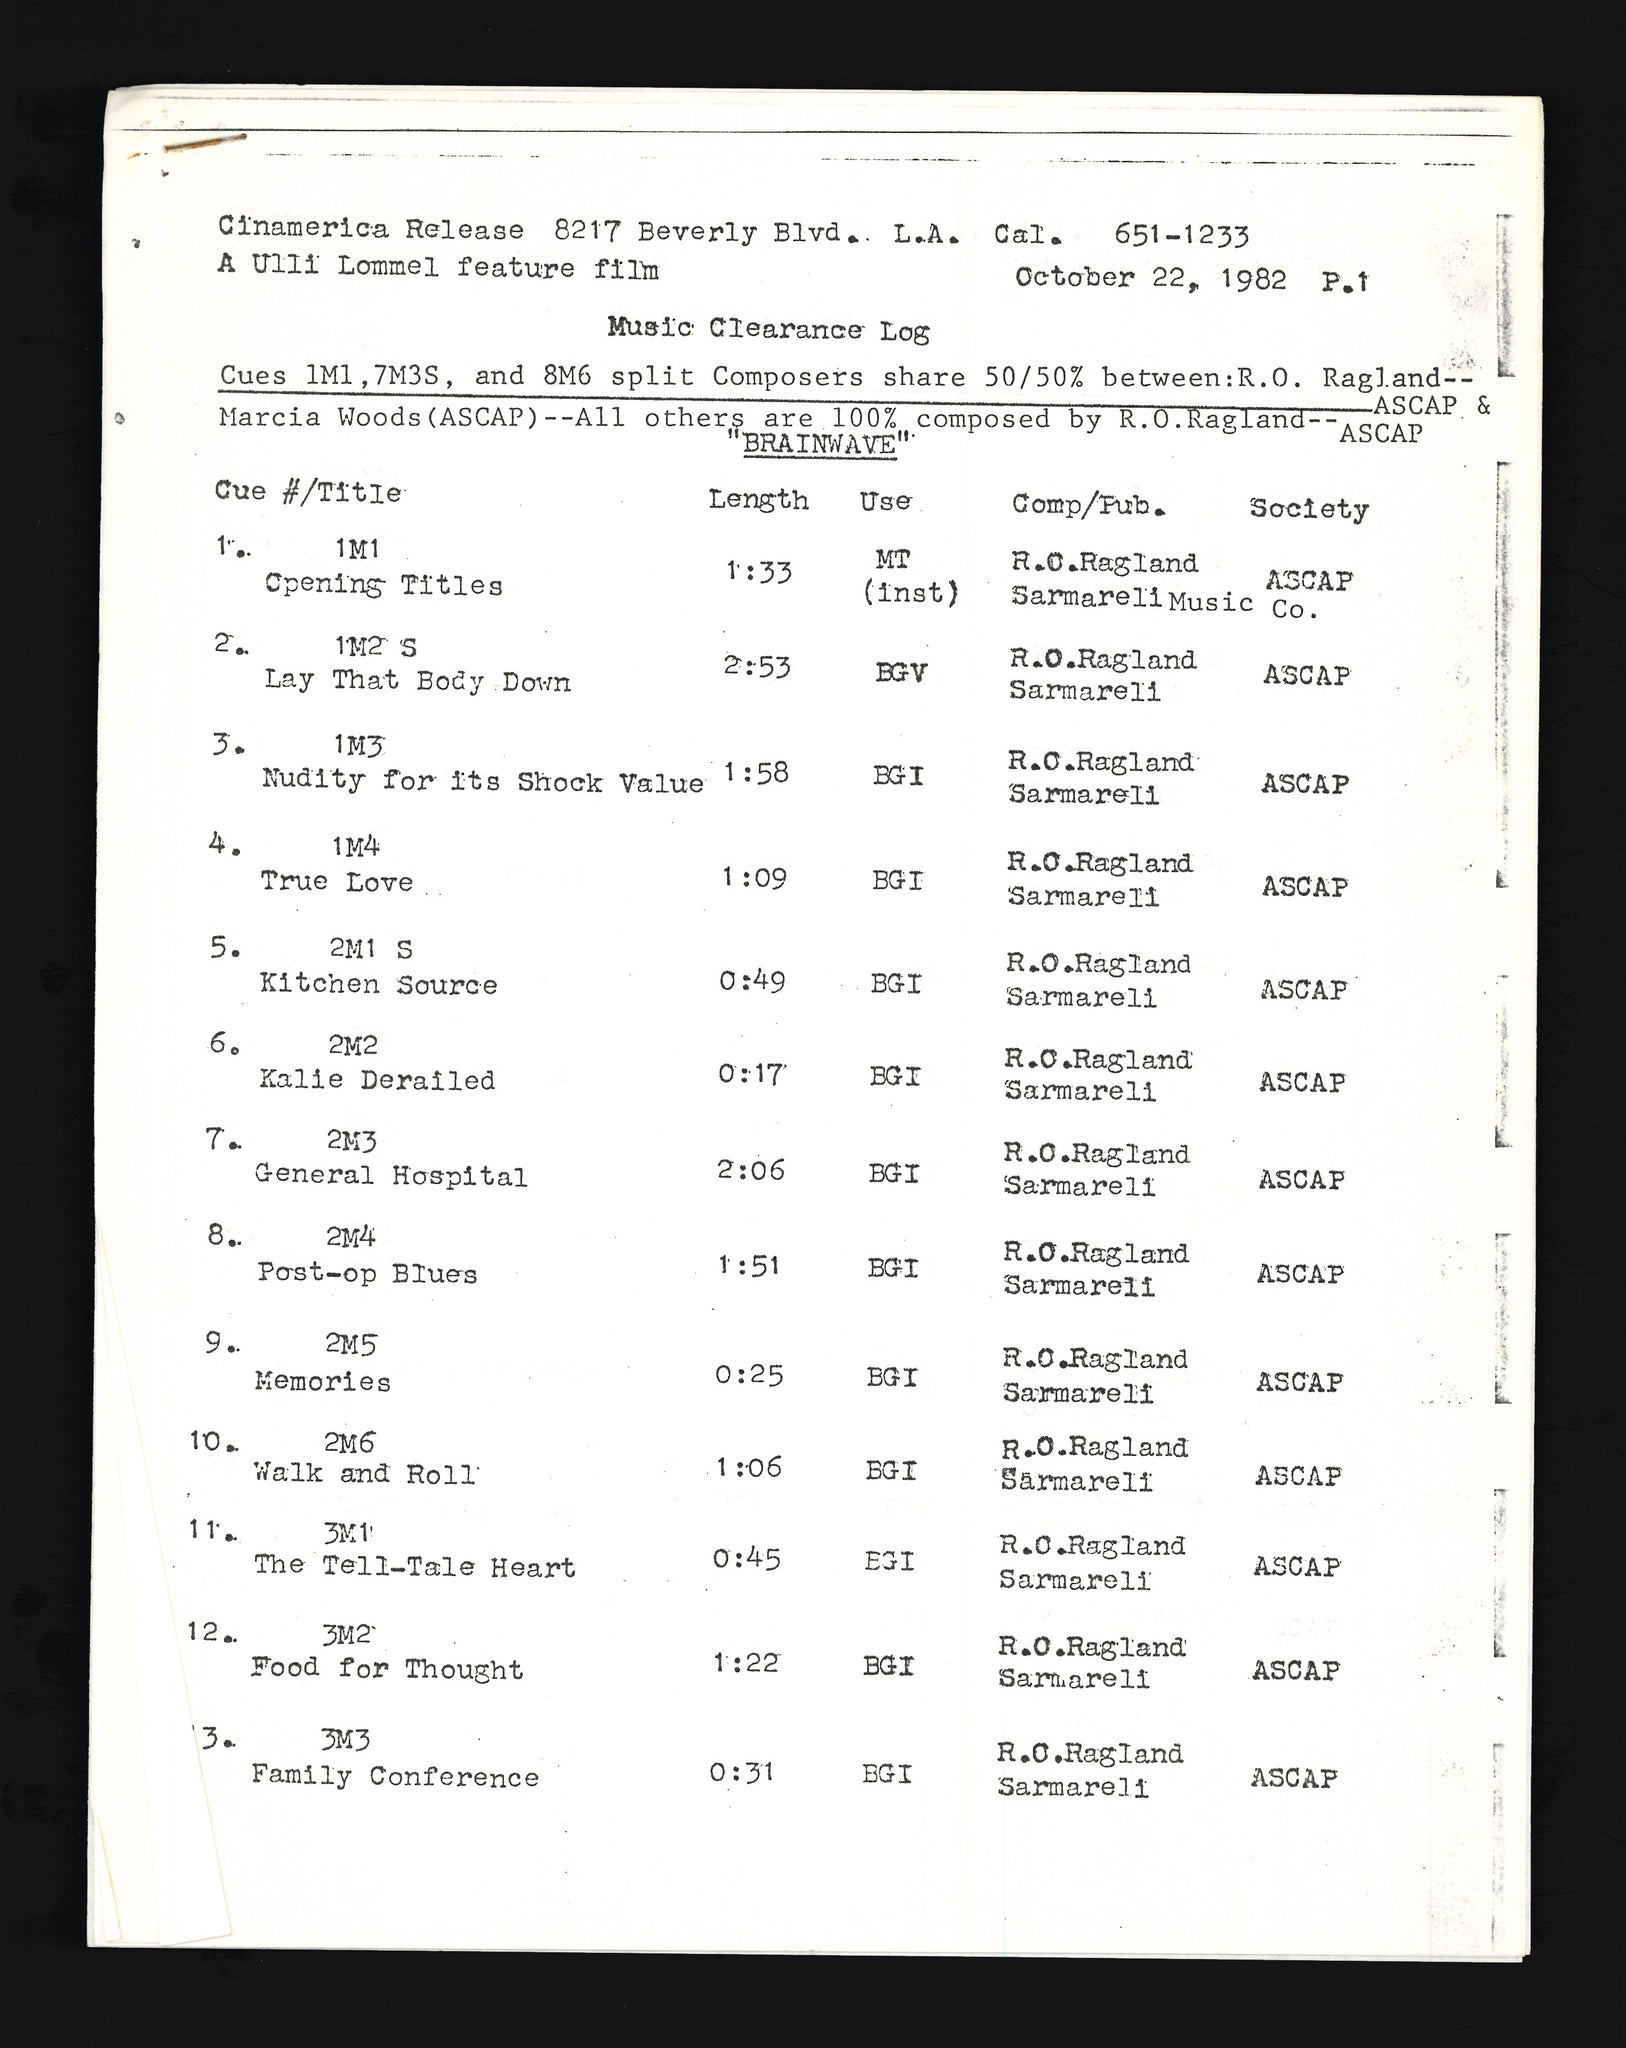 Cinamerica Release 8217 Beverly Blvd.. L.A. Cal. 651-1233
A Ulli Lommel feature film October 22, 1982 P.1
Music Clearance Log
Cues 1M1,7M3S, and 8M6 split Composers share 50/50% between:R.O. Ragland--
ASCAP &
Marcia Woods(ASCAP)--All others are 100% composed by R.O.Ragland--
ASCAP
"BRAINWAVE"
Cue #/Title Length Use Comp/Pub. Society
1. 1M1 MT R.O.Ragland
Opening Titles 1:33 (inst) Sarmareli Music Co. ASCAP
2. 1M2 S R.O.Ragland
Lay That Body Down 2:53 BGV Sarmareli ASCAP
3. 1M3 R.O.Ragland
Nudity for its Shock Value 1:58 BGI Sarmareli ASCAP
4. 1M4 R.O.Ragland
True Love 1:09 BGI Sarmareli ASCAP
5. 2M1 S R.O.Ragland
Kitchen Source 0:49 BGI Sarmareli ASCAP
6. 2M2 R.O.Ragland
Kalie Derailed 0:17 BGI Sarmareli ASCAP
7. 2M3 R.O.Ragland
General Hospital 2:06 BGI Sarmareli ASCAP
8. 2M4 R.O.Ragland
Post-op Blues 1:51 BGI Sarmareli ASCAP
9. 2M5 R.O.Ragland
Memories 0:25 BGI Sarmareli ASCAP
10. 2M6 R.O.Ragland
Walk and Roll 1:06 BGI Sarmareli ASCAP
11. 3M1 R.O.Ragland
The Tell-Tale Heart 0:45 BGI Sarmareli ASCAP
12. 3M2 R.O.Ragland
Food for Thought 1:22 BGI Sarmareli ASCAP
13. 3M3 R.O.Ragland
Family Conference 0:31 BGI Sarmareli ASCAP